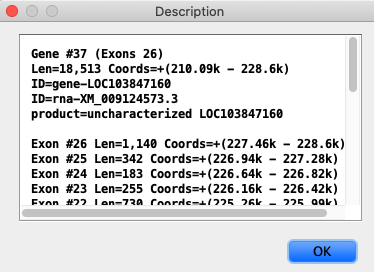 Description
Gene #37 (Exons 26)
Len=18,513 Coords=+(210.09k - 228.6k)
ID=gene-LOC103847160
ID=rna-XM_009124573.3
product=uncharacterized LOC103847160
Exon #26 Len=1,140 Coords=+(227.46k - 228.6k)
Exon #25 Len=342 Coords=+(226.94k - 227.28k)
Exon #24 Len=183 Coords=+(226.64k - 226.82k)
Exon #23 Len=255 Coords=+(226.16k - 226.42k)
Exon #22 Len=730 Coords=+(225.26k - 225.99k)
OK